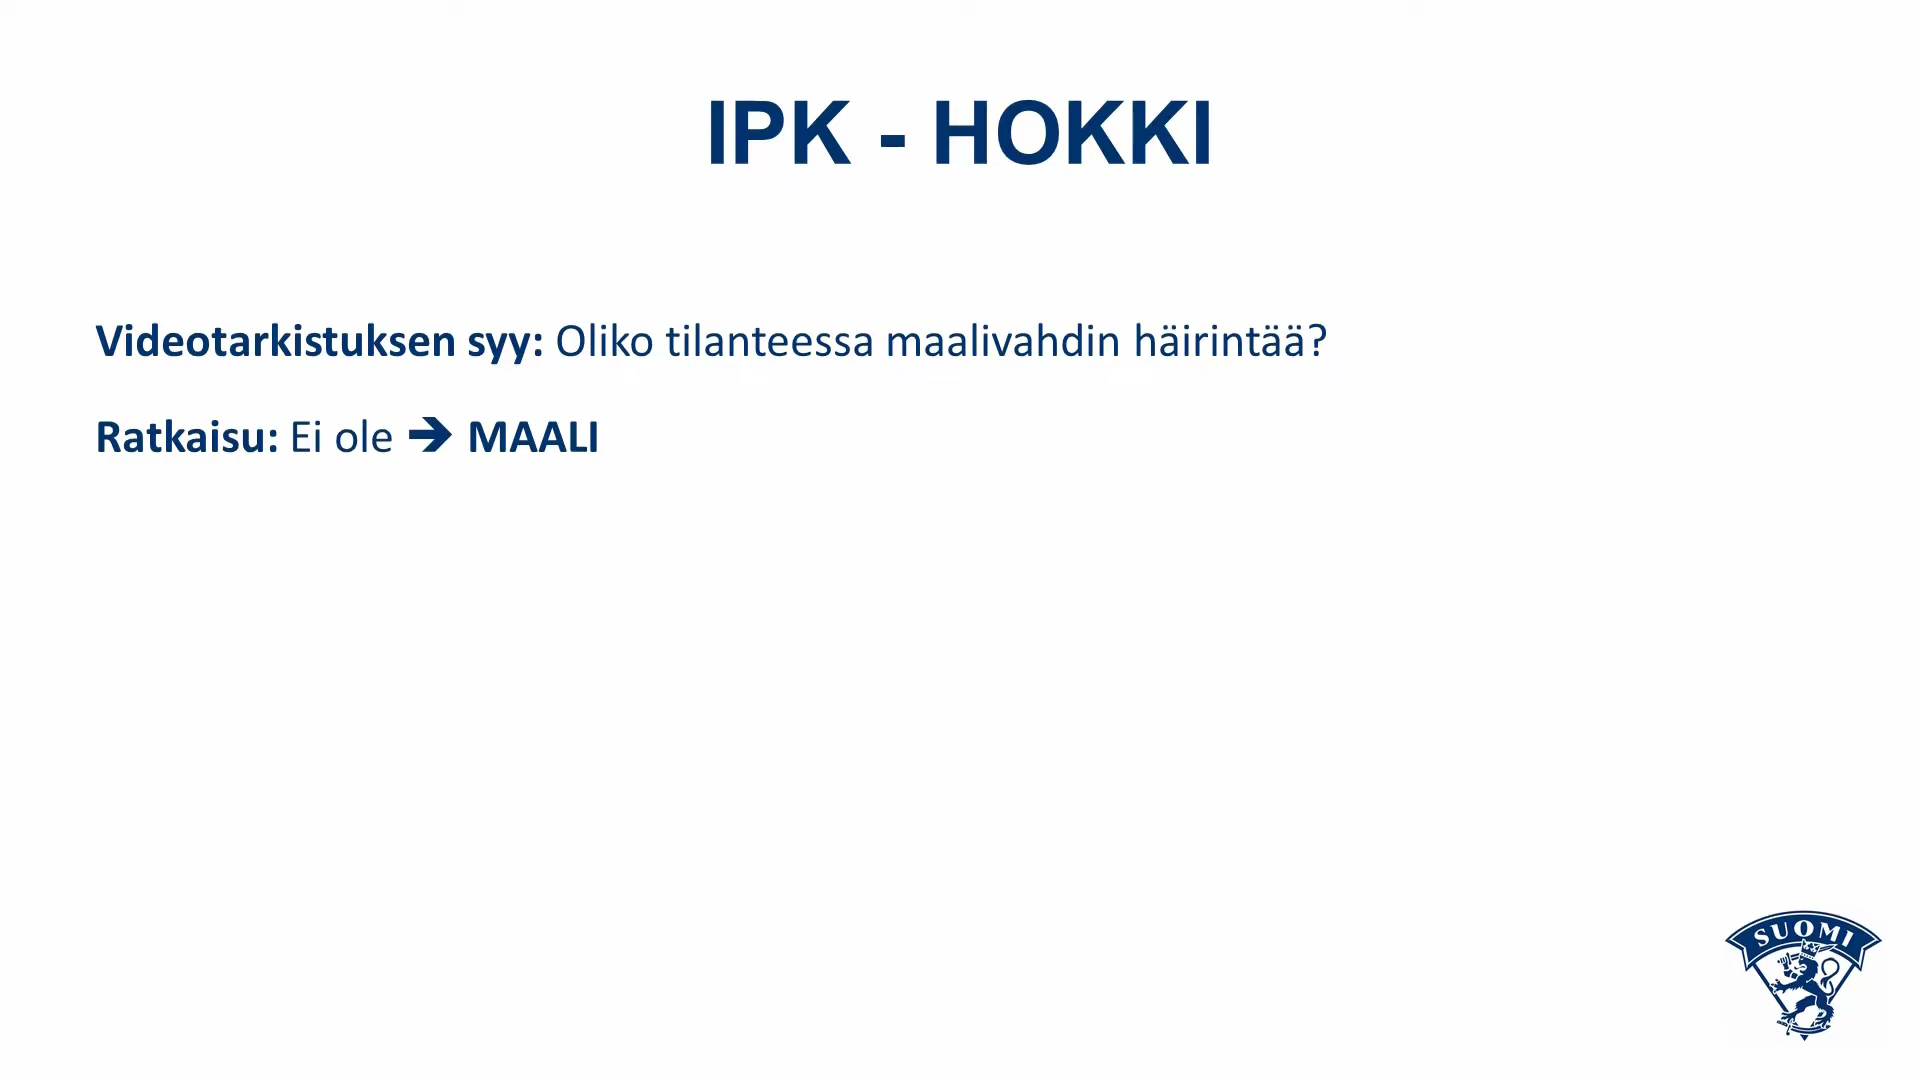 IPK - HOKKI
Videotarkistuksen syy: Oliko tilanteessa maalivahdin häirintää?
Ratkaisu: Ei ole ➔ MAALI
SUOMI